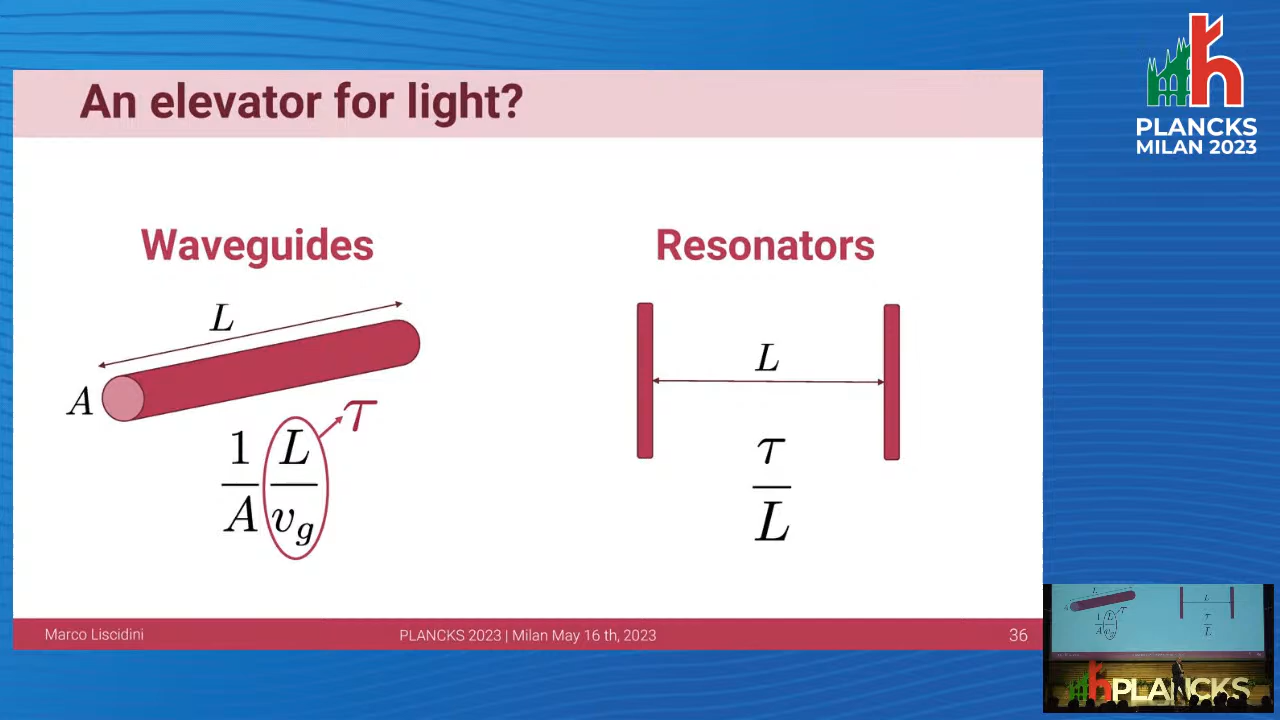 An elevator for light?
PLANCKS
MILAN 2023
Waveguides
Resonators
L
A
τ
1/A L/v_g
L
τ/L
Marco Liscidini
PLANCKS 2023 | Milan May 16 th, 2023
36
PLANCKS